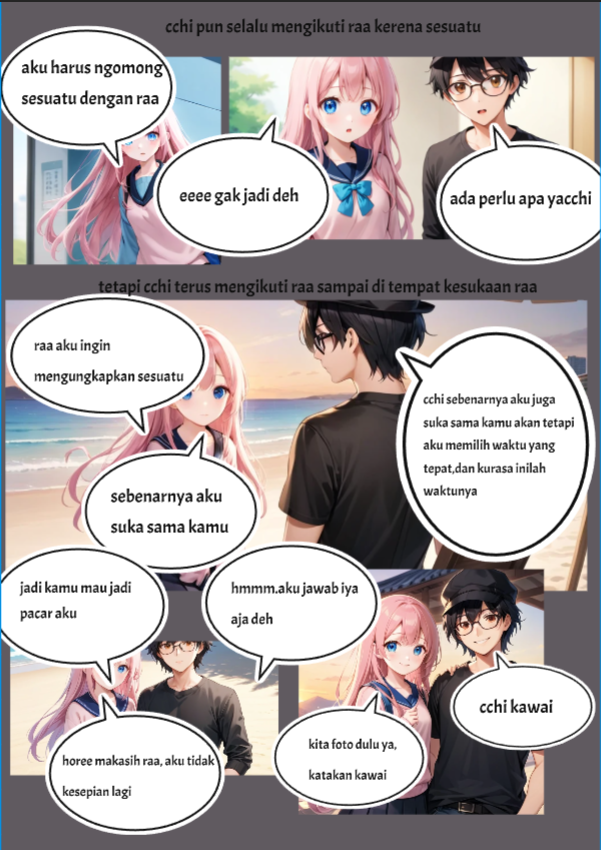 cchi pun selalu mengikuti raa kerena sesuatu
aku harus ngomong
sesuatu dengan raa
eeee gak jadi deh
ada perlu apa yacchi
tetapi cchi terus mengikuti raa sampai di tempat kesukaan raa
raa aku ingin
mengungkapkan sesuatu
sebenarnya aku
suka sama kamu
cchi sebenarnya aku juga
suka sama kamu akan tetapi
aku memilih waktu yang
tepat,dan kurasa inilah
waktunya
jadi kamu mau jadi
pacar aku
hmmm.aku jawab iya
aja deh
horee makasih raa, aku tidak
kesepian lagi
kita foto dulu ya,
katakan kawai
cchi kawai